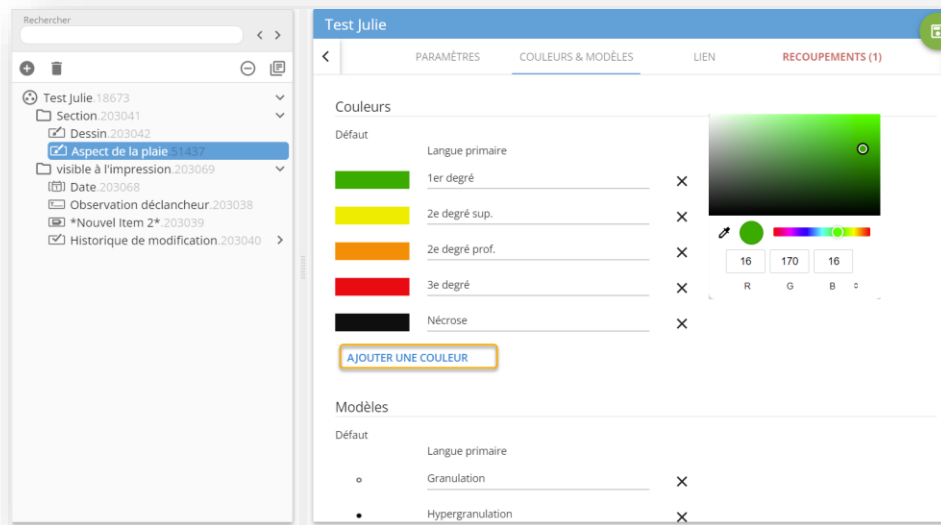 Rechercher
Test Julie.18673
Section.203041
Dessin.203042
Aspect de la plaie.51437
visible à l'impression.203069
Date.203068
Observation déclancheur.203038
*Nouvel Item 2*.203039
Historique de modification.203040
Test Julie
PARAMÈTRES COULEURS & MODÈLES LIEN RECOUPEMENTS (1)
Couleurs
Défaut
Langue primaire
1er degré
2e degré sup.
2e degré prof.
3e degré
Nécrose
16 170 16
R G B
AJOUTER UNE COULEUR
Modèles
Défaut
Langue primaire
Granulation
Hypergranulation